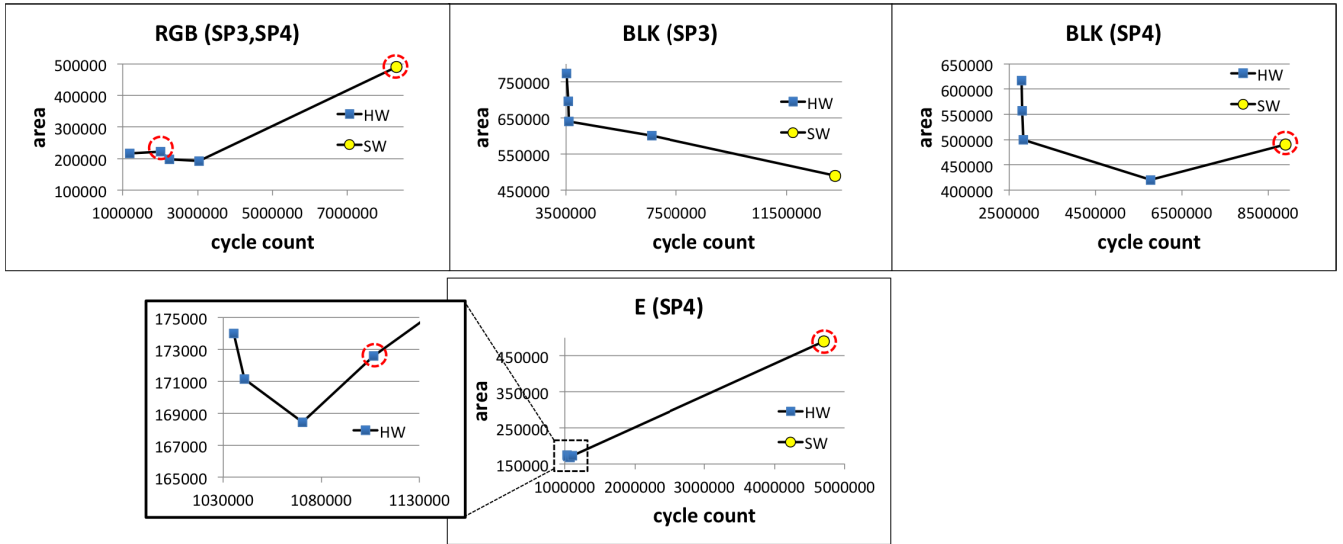 RGB (SP3,SP4)
500000
400000
300000
200000
100000
area
HW
SW
1000000 3000000 5000000 7000000
cycle count
BLK (SP3)
750000
650000
550000
450000
area
HW
SW
3500000 7500000 11500000
cycle count
BLK (SP4)
650000
600000
550000
500000
450000
400000
area
HW
SW
2500000 4500000 6500000 8500000
cycle count
175000
173000
171000
169000
167000
165000
HW
1030000 1080000 1130000
E (SP4)
450000
350000
250000
150000
area
HW
SW
1000000 2000000 3000000 4000000 5000000
cycle count